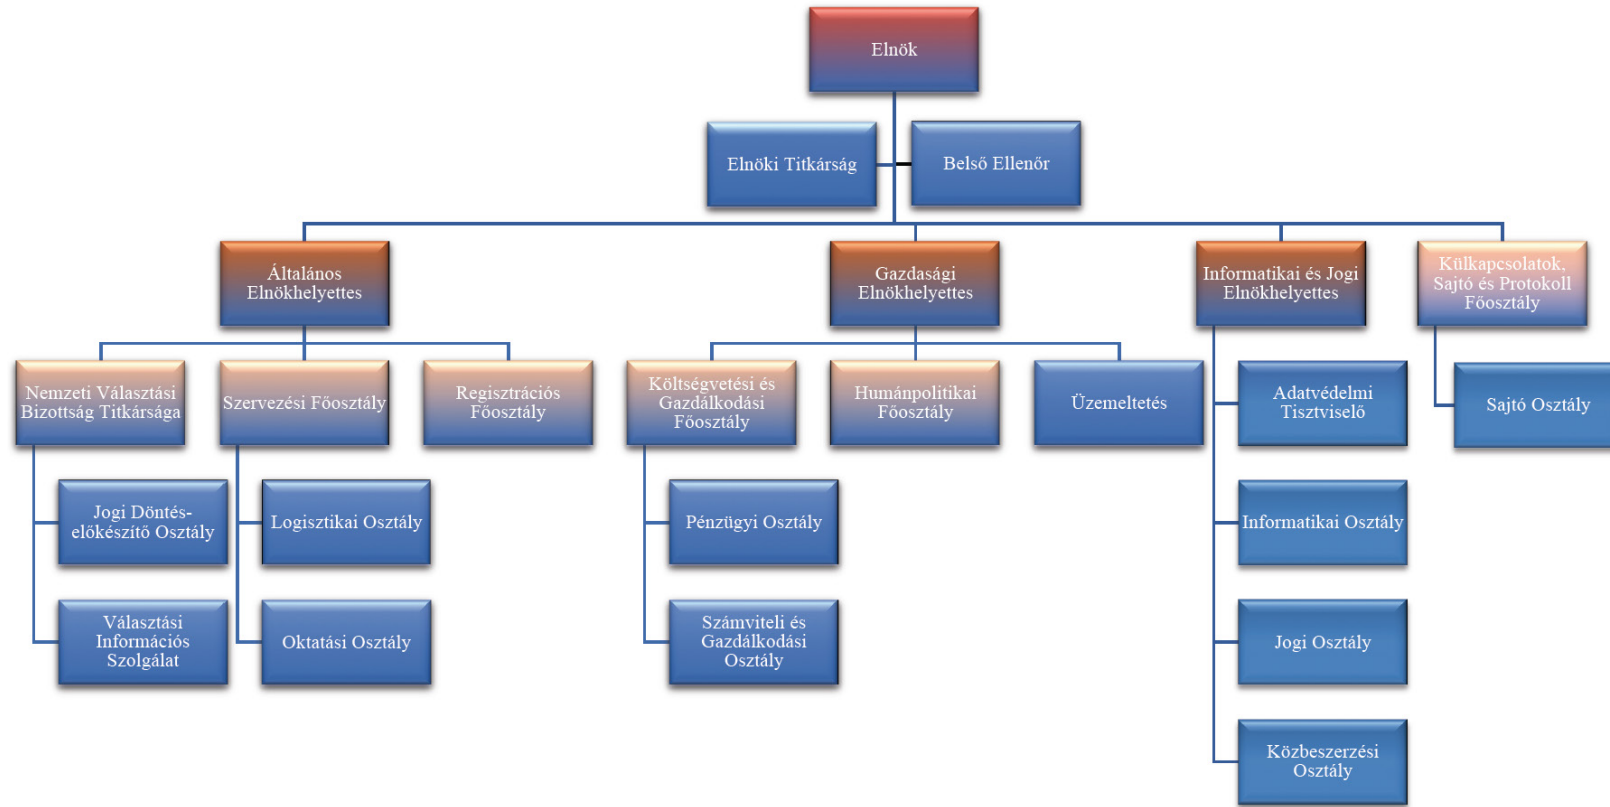 Elnök
Elnöki Titkárság
Belső Ellenőr
Általános
Elnökhelyettes
Gazdasági
Elnökhelyettes
Informatikai és Jogi
Elnökhelyettes
Külkapcsolatok,
Sajtó és Protokoll
Főosztály
Nemzeti Választási
Bizottság Titkársága
Szervezési Főosztály
Regisztrációs
Főosztály
Költségvetési és
Gazdálkodási
Főosztály
Humánpolitikai
Főosztály
Üzemeltetés
Adatvédelmi
Tisztviselő
Sajtó Osztály
Jogi Döntés-
előkészítő Osztály
Logisztikai Osztály
Pénzügyi Osztály
Informatikai Osztály
Választási
Információs
Szolgálat
Oktatási Osztály
Számviteli és
Gazdálkodási
Osztály
Jogi Osztály
Közbeszerzési
Osztály